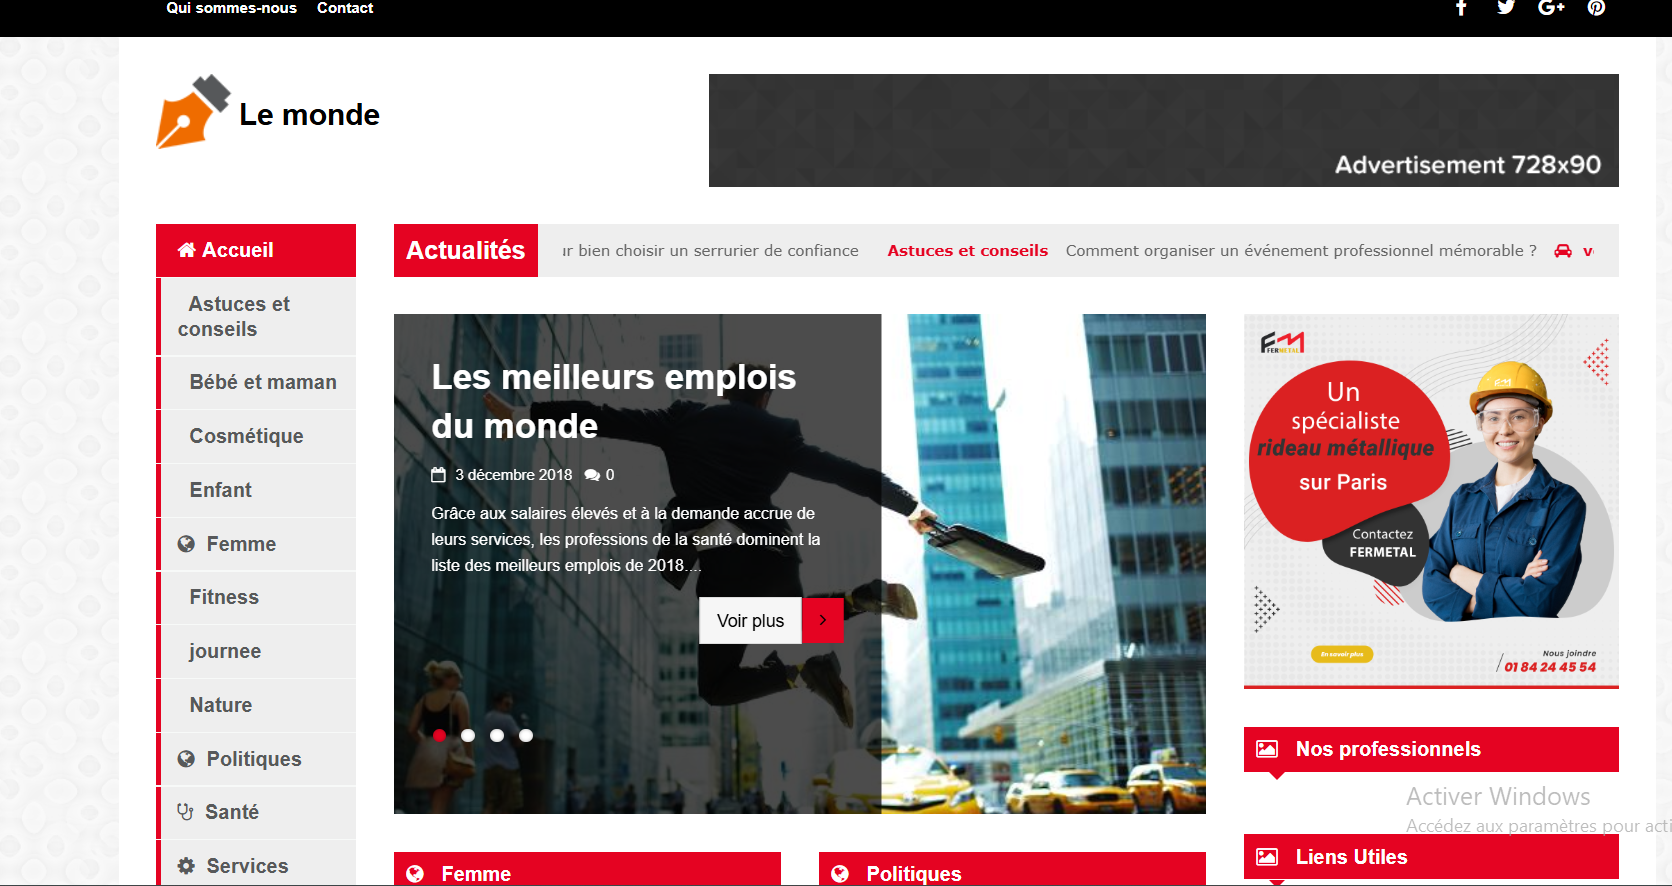 Qui sommes-nous Contact
Le monde
Advertisement 728x90
Accueil
Astuces et
conseils
Bébé et maman
Cosmétique
Enfant
Femme
Fitness
journee
Nature
Politiques
Santé
Services
Actualités
bien choisir un serrurier de confiance Astuces et conseils Comment organiser un événement professionnel mémorable ?
Les meilleurs emplois
du monde
3 décembre 2018 0
Grâce aux salaires élevés et à la demande accrue de
leurs services, les professions de la santé dominent la
liste des meilleurs emplois de 2018....
Voir plus
Femme
Politiques
FM
FERMETAL
Un
spécialiste
rideau métallique
sur Paris
Contactez
FERMETAL
En savoir plus
Nous joindre
01 84 24 45 54
Nos professionnels
Activer Windows
Accédez aux paramètres pour acti
Liens Utiles